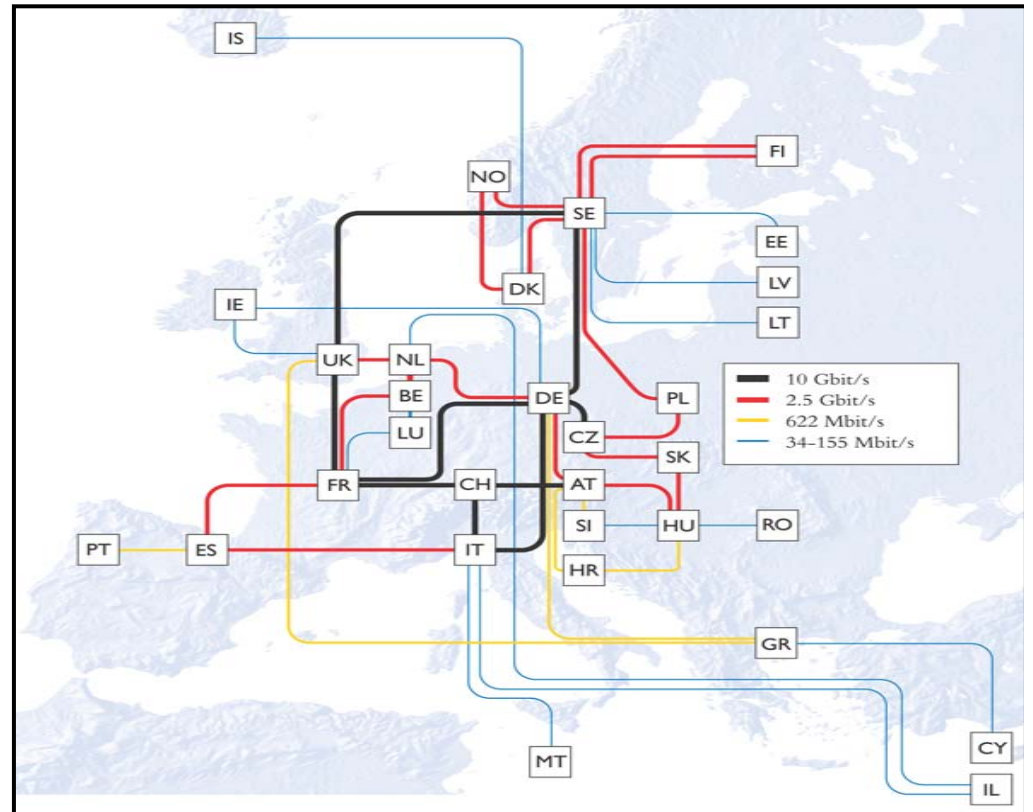 IS
FI
NO
SE
EE
DK
LV
IE
LT
UK
NL
DE
BE
PL
10 Gbit/s
2.5 Gbit/s
622 Mbit/s
34-155 Mbit/s
LU
CZ
SK
FR
CH
AT
SI
HU
RO
PT
ES
IT
HR
GR
MT
CY
IL